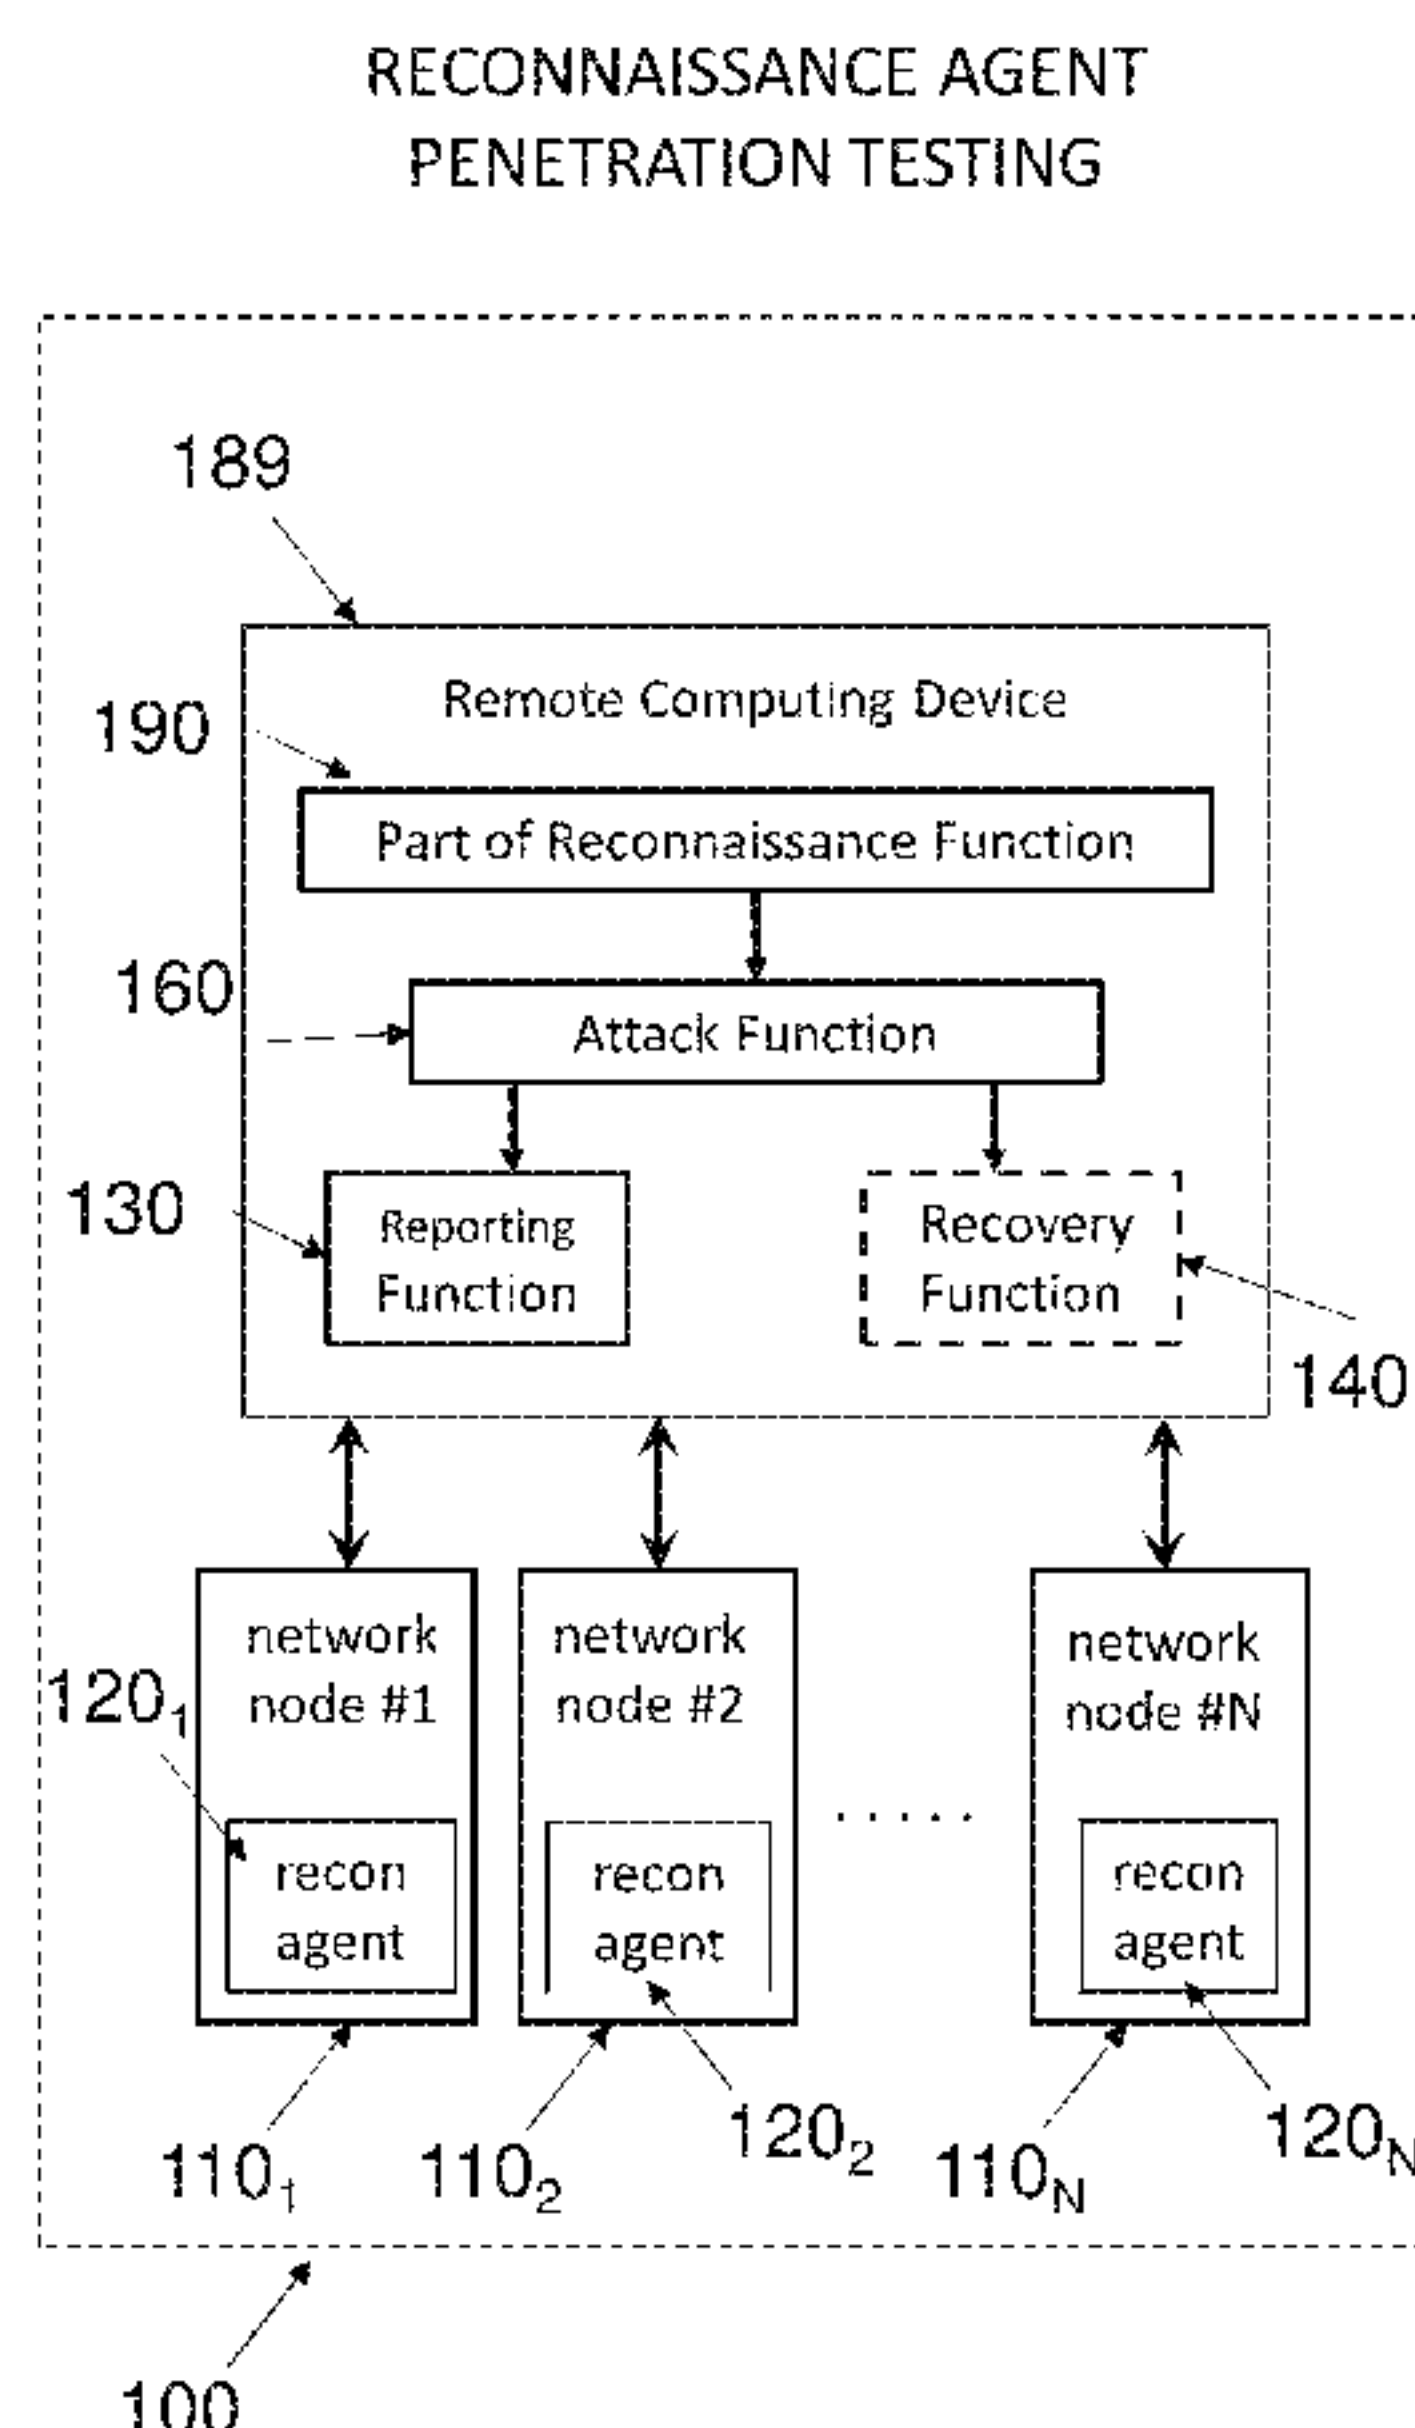 RECONNAISSANCE AGENT
PENETRATION TESTING
189
Remote Computing Device
190
Part of Reconnaissance Function
160
Attack Function
130
Reporting
Function
Recovery
Function
140
network
node #1
network
node #2
network
node #N
120₁
. . . . .
recon
agent
recon
agent
recon
agent
110₁
110₂
120₂
110N
120N
100